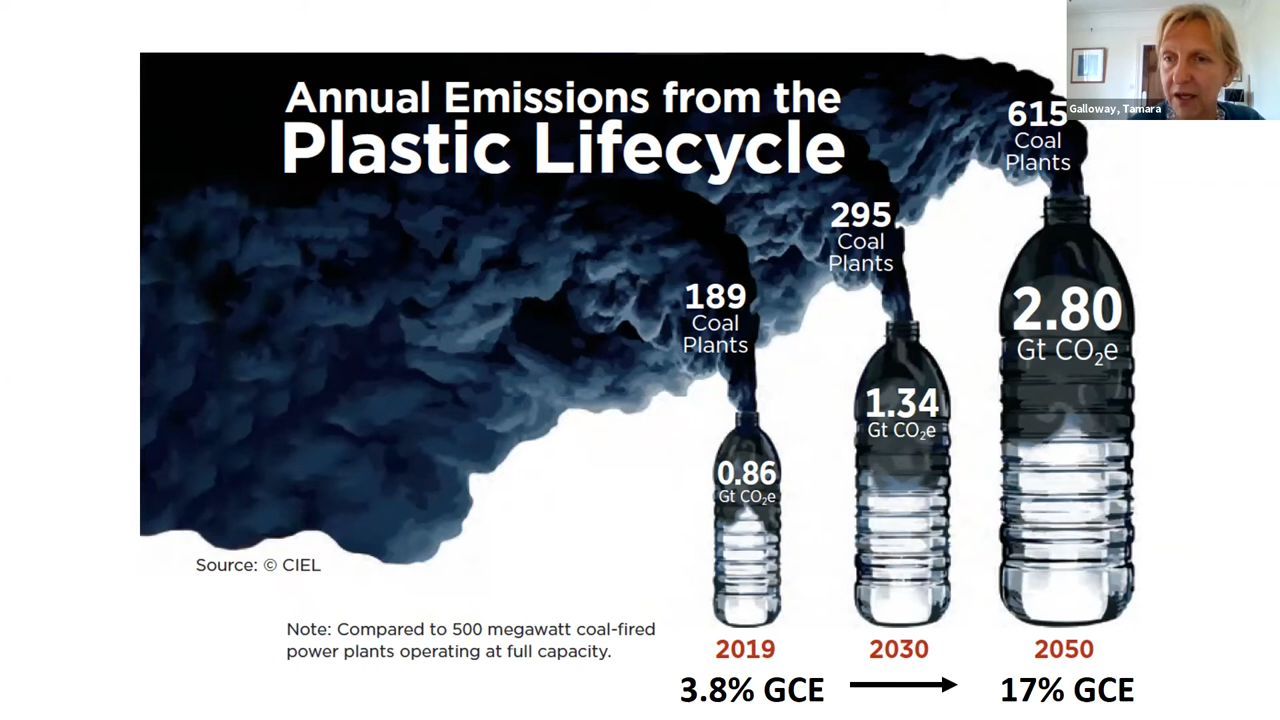 Annual Emissions from the
Plastic Lifecycle
615
Coal
Plants
Galloway, Tamara
295
Coal
Plants
189
Coal
Plants
2.80
Gt CO₂e
1.34
Gt CO₂e
0.86
Gt CO₂e
Source: © CIEL
Note: Compared to 500 megawatt coal-fired
power plants operating at full capacity.
2019
2030
2050
3.8% GCE
17% GCE